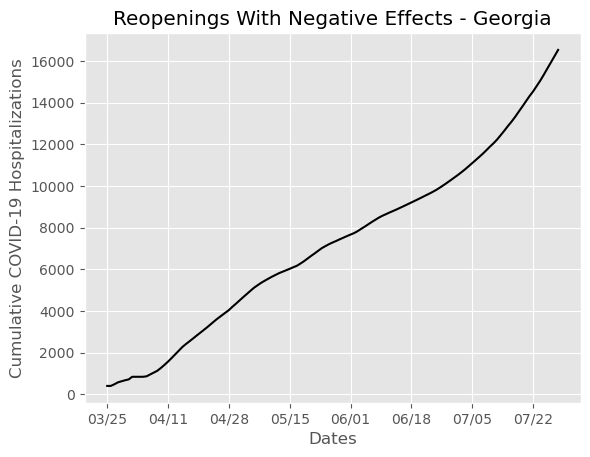 Reopenings With Negative Effects - Georgia
Cumulative COVID-19 Hospitalizations
16000
14000
12000
10000
8000
6000
4000
2000
0
03/25 04/11 04/28 05/15 06/01 06/18 07/05 07/22
Dates